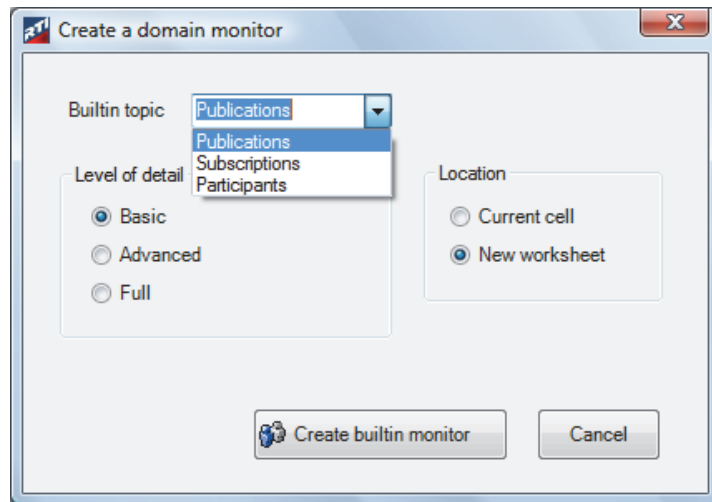 RTI Create a domain monitor
X
Builtin topic Publications
Publications
Subscriptions
Participants
Level of detail
Basic
Advanced
Full
Location
Current cell
New worksheet
Create builtin monitor
Cancel